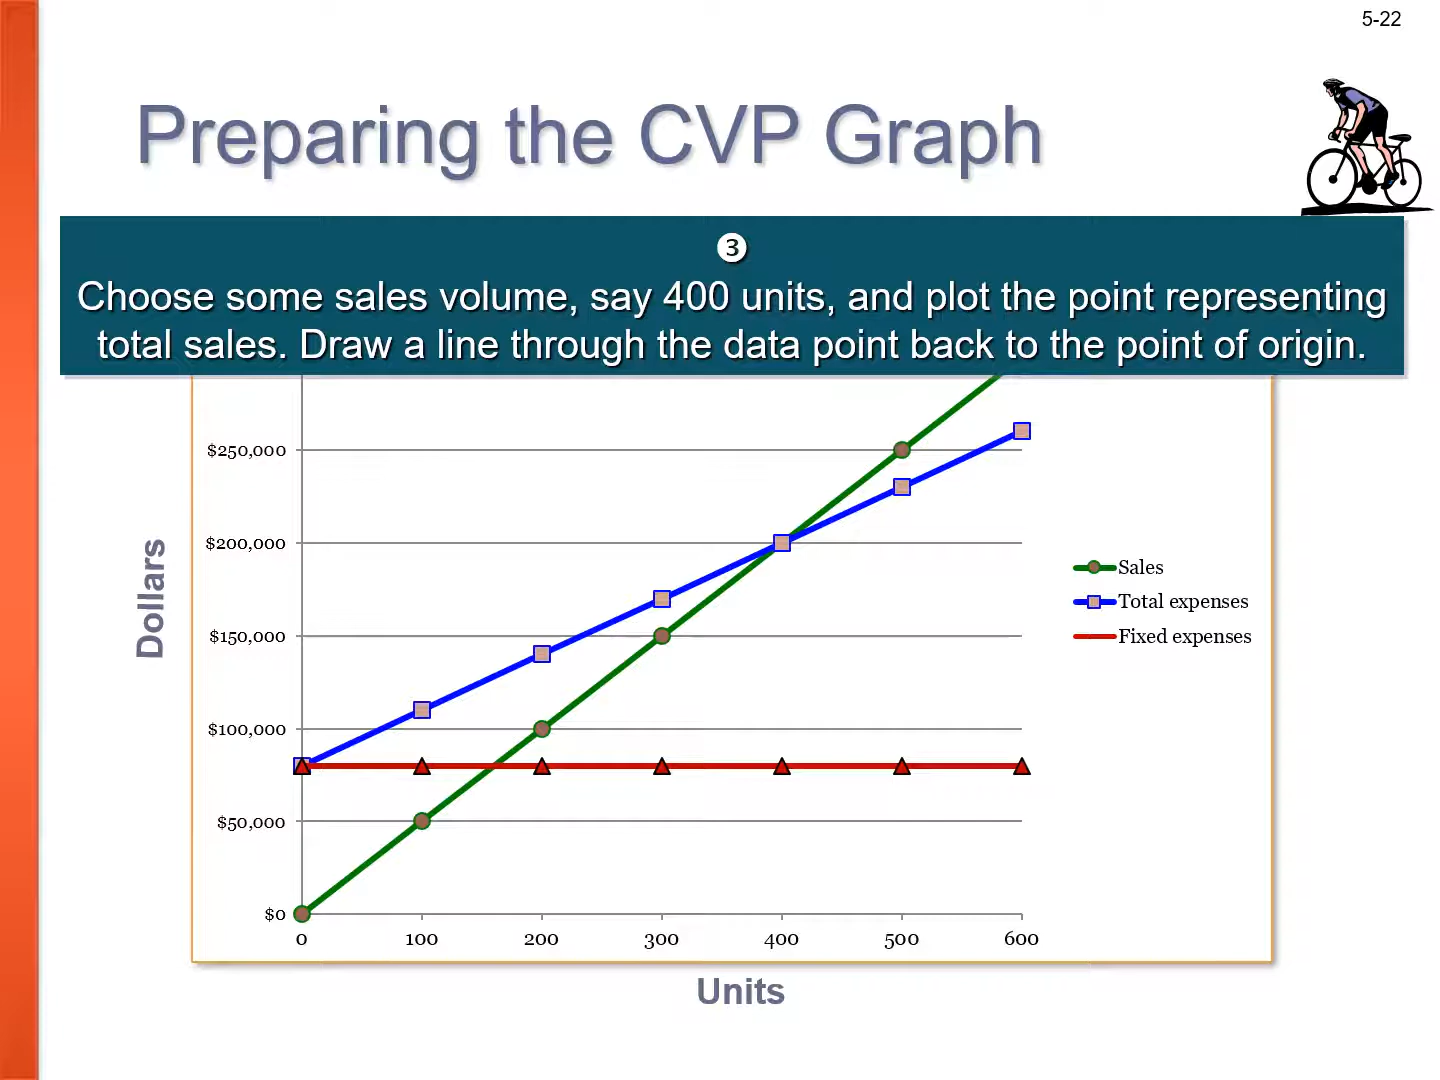 5-22
Preparing the CVP Graph
❸
Choose some sales volume, say 400 units, and plot the point representing
total sales. Draw a line through the data point back to the point of origin.
$250,000
$200,000
$150,000
$100,000
$50,000
$0
Dollars
Sales
Total expenses
Fixed expenses
0 100 200 300 400 500 600
Units